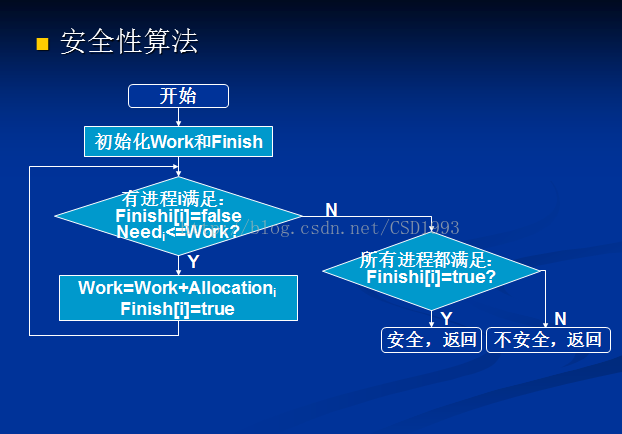 安全性算法
开始
初始化Work和Finish
有进程i满足：
Finishi[i]=false
Needi<=Work?
http://blog.csdn.net/CSDI993
N
Y
所有进程都满足：
Finishi[i]=true?
Work=Work+Allocationi
Finish[i]=true
Y
N
安全，返回
不安全，返回